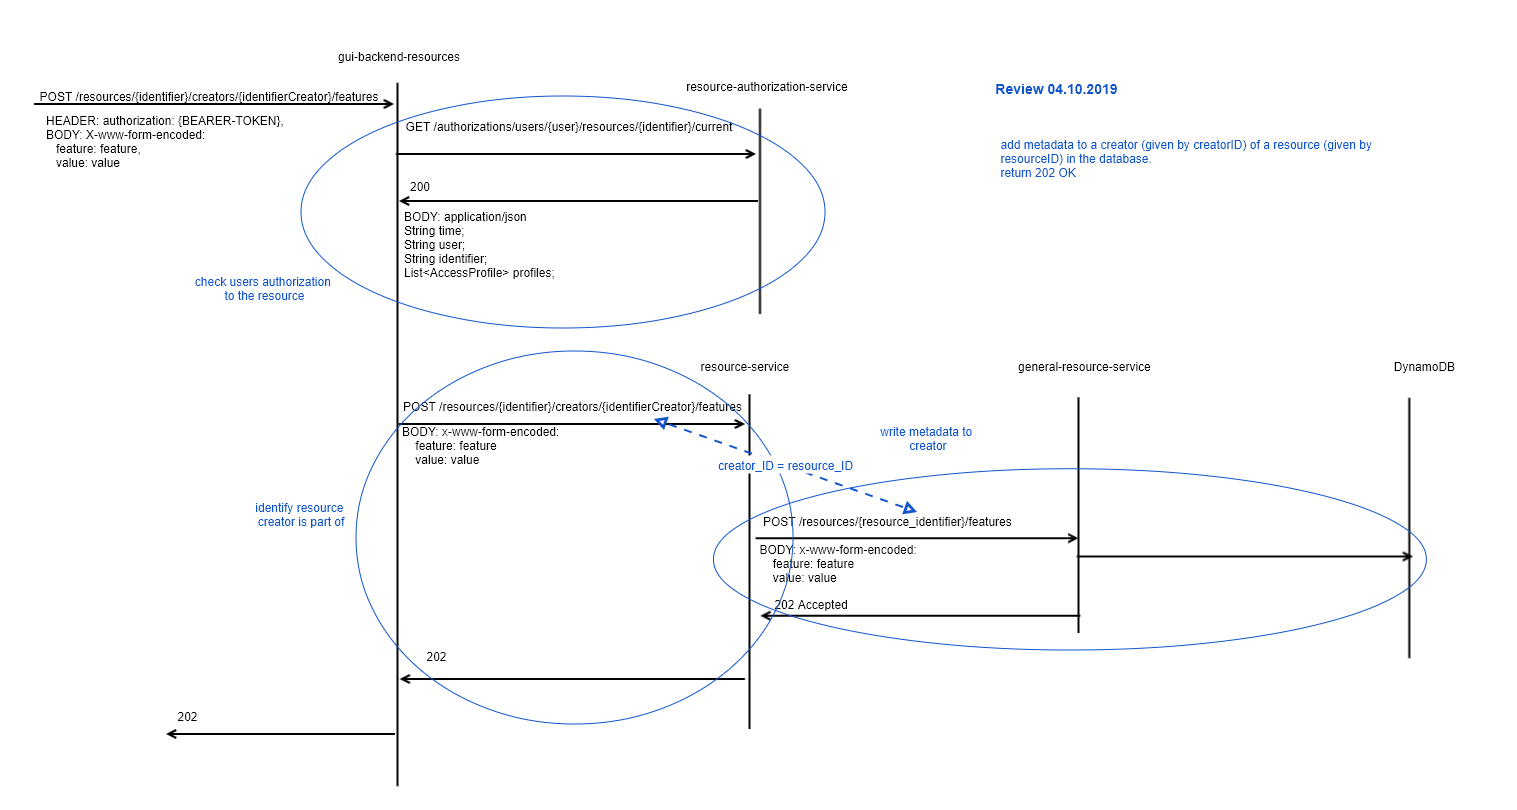 gui-backend-resources
resource-authorization-service
Review 04.10.2019
POST /resources/{identifier}/creators/{identifierCreator}/features
HEADER: authorization: {BEARER-TOKEN},
BODY: X-www-form-encoded:
feature: feature,
value: value
GET /authorizations/users/{user}/resources/{identifier}/current
add metadata to a creator (given by creatorID) of a resource (given by
resourceID) in the database.
return 202 OK
200
BODY: application/json
String time;
String user;
String identifier;
List<AccessProfile> profiles;
check users authorization
to the resource
resource-service
general-resource-service
DynamoDB
POST /resources/{identifier}/creators/{identifierCreator}/features
BODY: x-www-form-encoded:
feature: feature
value: value
write metadata to
creator
creator_ID = resource_ID
identify resource
creator is part of
POST /resources/{resource_identifier}/features
BODY: x-www-form-encoded:
feature: feature
value: value
202 Accepted
202
202